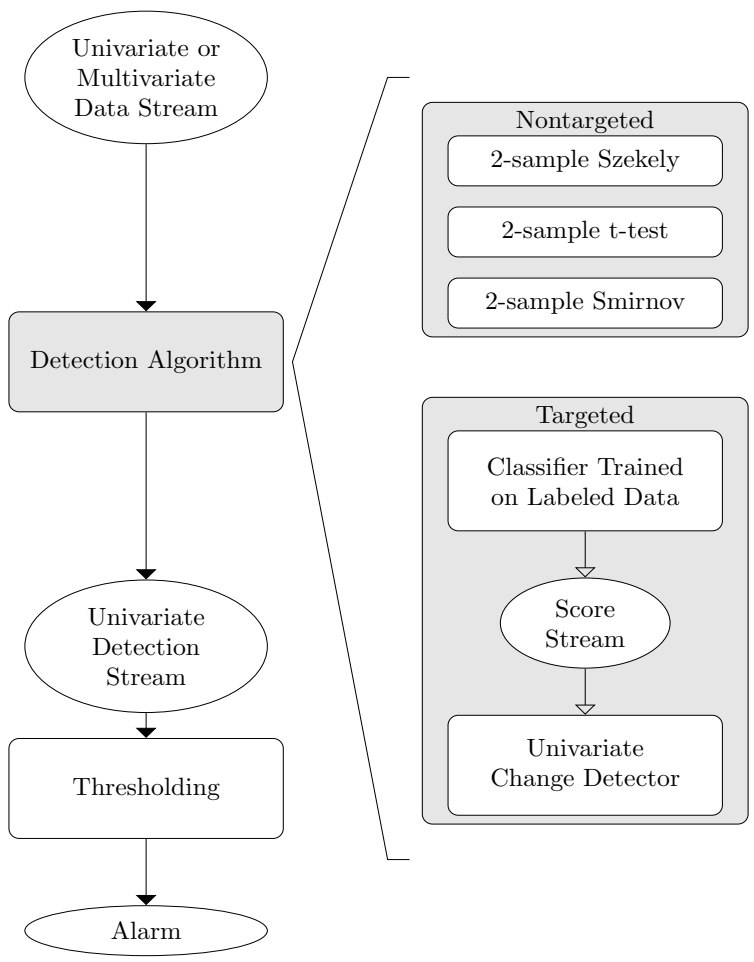 Univariate or
Multivariate
Data Stream
Detection Algorithm
Univariate
Detection
Stream
Thresholding
Alarm
Nontargeted
2-sample Szekely
2-sample t-test
2-sample Smirnov
Targeted
Classifier Trained
on Labeled Data
Score
Stream
Univariate
Change Detector